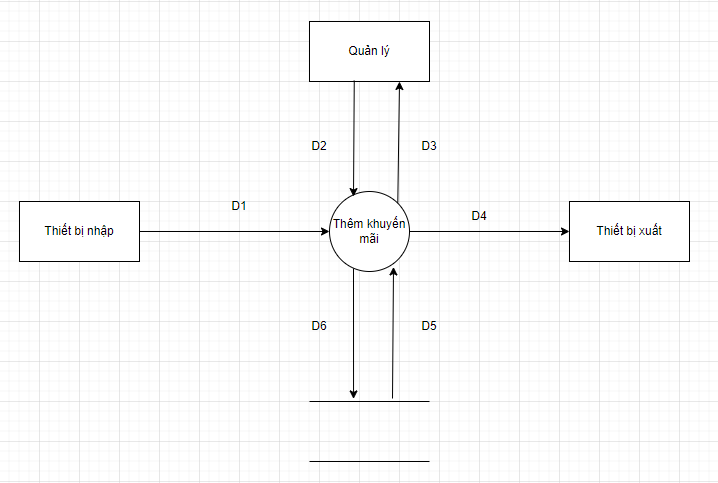 Quản lý
D2
D3
D1
D4
Thiết bị nhập
Thêm khuyến
mãi
Thiết bị xuất
D6
D5